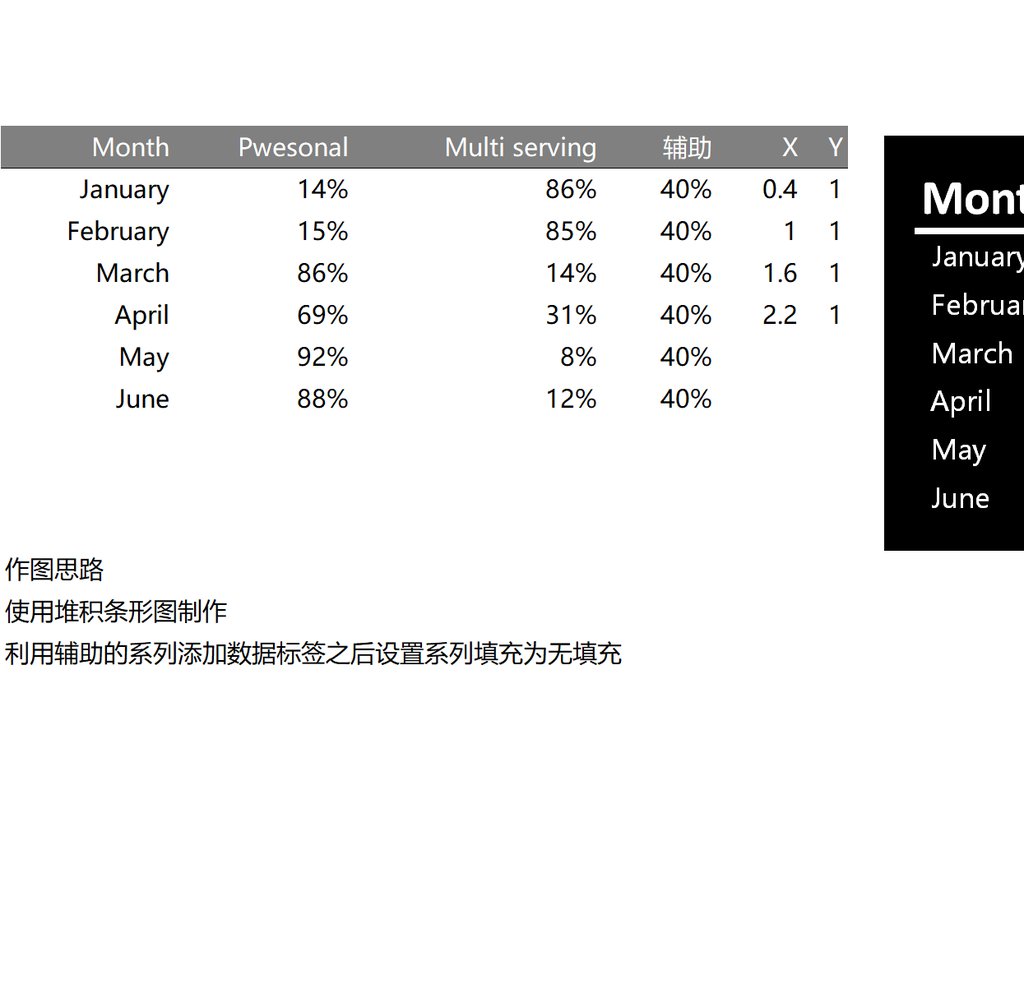 Month Pwesonal Multi serving 辅助 X Y
January 14% 86% 40% 0.4 1
February 15% 85% 40% 1 1
March 86% 14% 40% 1.6 1
April 69% 31% 40% 2.2 1
May 92% 8% 40%
June 88% 12% 40%
作图思路
使用堆积条形图制作
利用辅助的系列添加数据标签之后设置系列填充为无填充
Mont
January
Februar
March
April
May
June